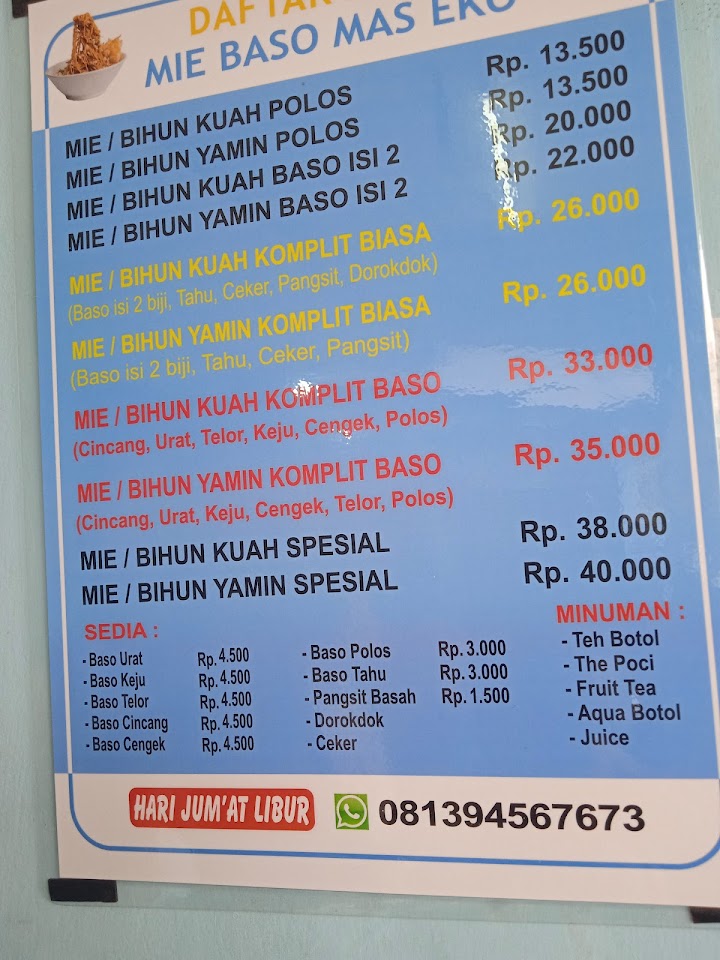 DAFTAR
MIE BASO MAS EKO
MIE / BIHUN KUAH POLOS Rp. 13.500
MIE / BIHUN YAMIN POLOS Rp. 13.500
MIE / BIHUN KUAH BASO ISI 2 Rp. 20.000
MIE / BIHUN YAMIN BASO ISI 2 Rp. 22.000
MIE / BIHUN KUAH KOMPLIT BIASA Rp. 26.000
(Baso isi 2 biji, Tahu, Ceker, Pangsit, Dorokdok)
MIE / BIHUN YAMIN KOMPLIT BIASA Rp. 26.000
(Baso isi 2 biji, Tahu, Ceker, Pangsit)
MIE / BIHUN KUAH KOMPLIT BASO Rp. 33.000
(Cincang, Urat, Telor, Keju, Cengek, Polos)
MIE / BIHUN YAMIN KOMPLIT BASO Rp. 35.000
(Cincang, Urat, Keju, Cengek, Telor, Polos)
MIE / BIHUN KUAH SPESIAL Rp. 38.000
MIE / BIHUN YAMIN SPESIAL Rp. 40.000
SEDIA :
- Baso Urat Rp. 4.500
- Baso Keju Rp. 4.500
- Baso Telor Rp. 4.500
- Baso Cincang Rp. 4.500
- Baso Cengek Rp. 4.500
- Baso Polos Rp. 3.000
- Baso Tahu Rp. 3.000
- Pangsit Basah Rp. 1.500
- Dorokdok
- Ceker
MINUMAN :
- Teh Botol
- The Poci
- Fruit Tea
- Aqua Botol
- Juice
HARI JUM'AT LIBUR
081394567673